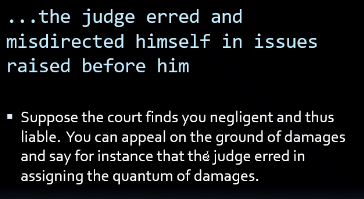 ...the judge erred and
misdirected himself in issues
raised before him
▪ Suppose the court finds you negligent and thus
liable. You can appeal on the ground of damages
and say for instance that the judge erred in
assigning the quantum of damages.